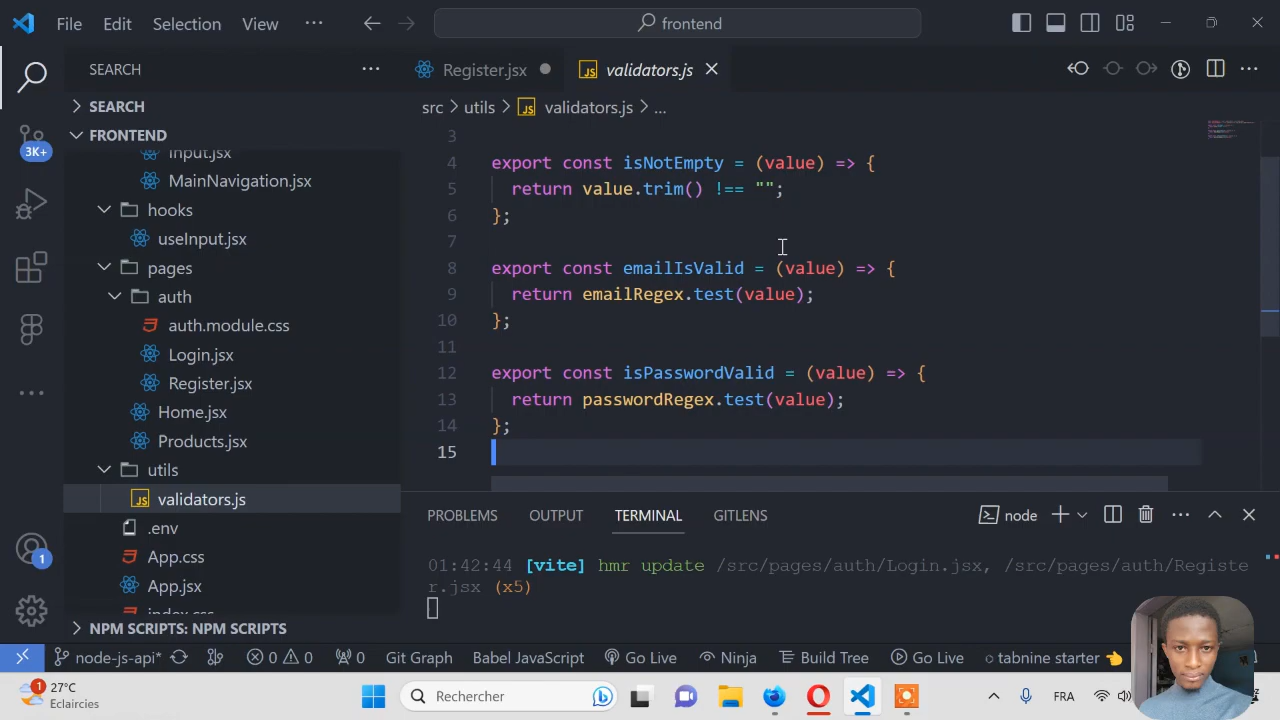 File Edit Selection View ··· frontend
SEARCH ···
SEARCH
FRONTEND
Input.jsx
MainNavigation.jsx
hooks
useInput.jsx
pages
auth
auth.module.css
Login.jsx
Register.jsx
Home.jsx
Products.jsx
utils
validators.js
.env
App.css
App.jsx
index.css
NPM SCRIPTS: NPM SCRIPTS
3K+
1
Register.jsx
JS validators.js
src > utils > JS validators.js > ...
3
4 export const isNotEmpty = (value) => {
5 return value.trim() !== "";
6 };
7
8 export const emailIsValid = (value) => {
9 return emailRegex.test(value);
10 };
11
12 export const isPasswordValid = (value) => {
13 return passwordRegex.test(value);
14 };
15
PROBLEMS OUTPUT TERMINAL GITLENS node
01:42:44 [vite] hmr update /src/pages/auth/Login.jsx, /src/pages/auth/Registe
r.jsx (x5)
node-js-api* 0 0 0 Git Graph Babel JavaScript Go Live Ninja Build Tree Go Live tabnine starter
1 27°C
Eclaircies
Rechercher
FRA